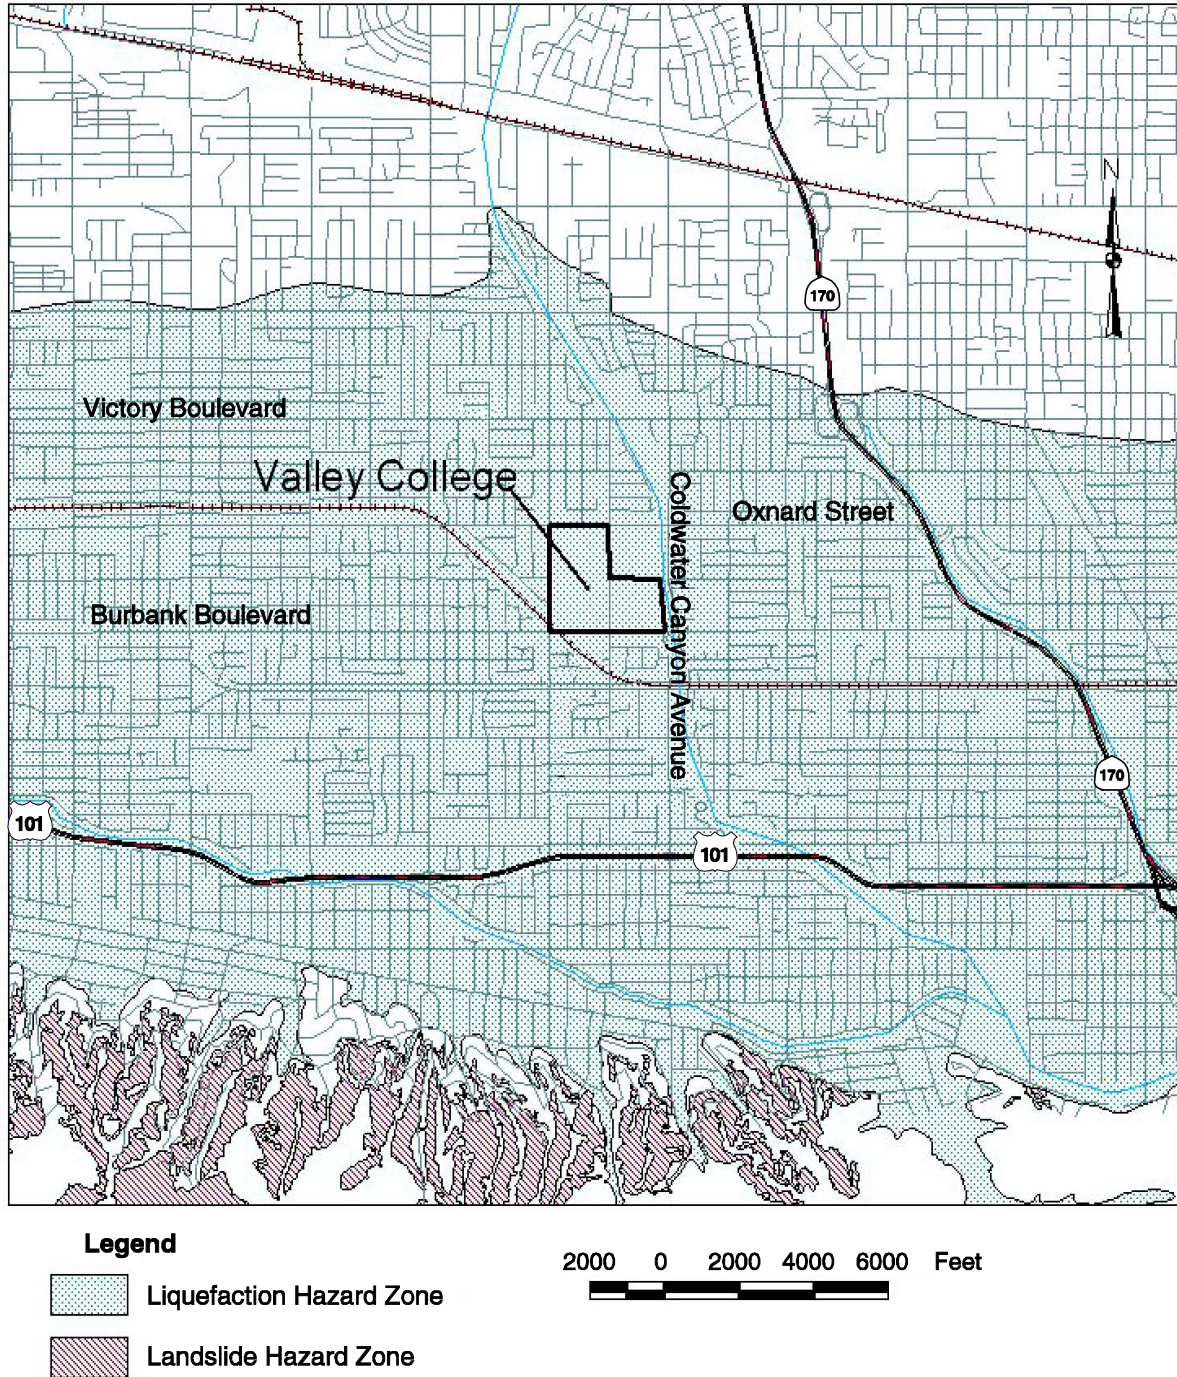 N
170
Victory Boulevard
Valley College
Coldwater Canyon Avenue
Oxnard Street
Burbank Boulevard
170
101
101
Legend
2000 0 2000 4000 6000 Feet
Liquefaction Hazard Zone
Landslide Hazard Zone